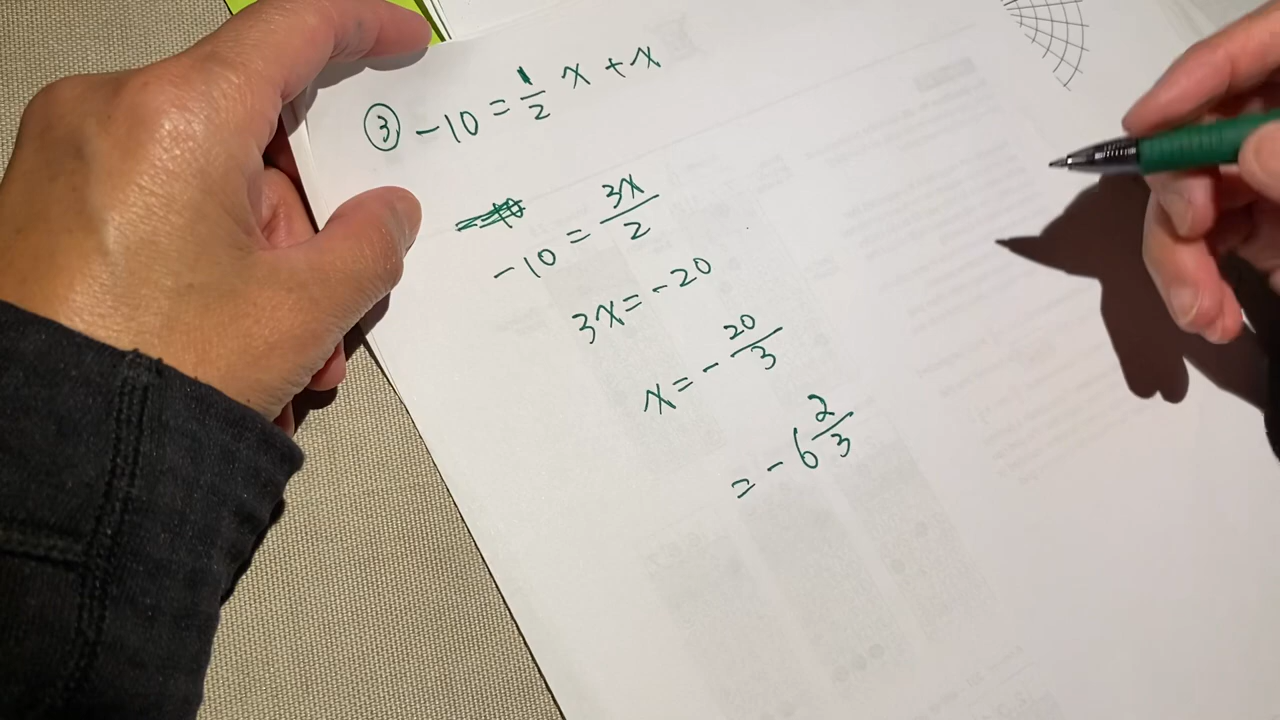 ③ -10 = 1/2 x + x
-10 = 3x/2
3x = -20
x = - 20/3
= - 6 2/3